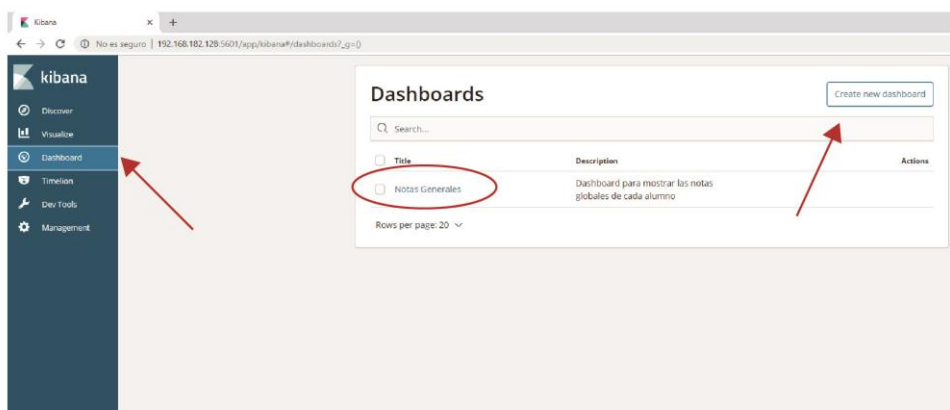 Kibana
No es seguro | 192.168.182.128:5601/app/kibana#/dashboards?_g=()
kibana
Discover
Visualize
Dashboard
Timelion
Dev Tools
Management
Dashboards
Create new dashboard
Search...
Title Description Actions
Notas Generales
Dashboard para mostrar las notas
globales de cada alumno
Rows per page: 20